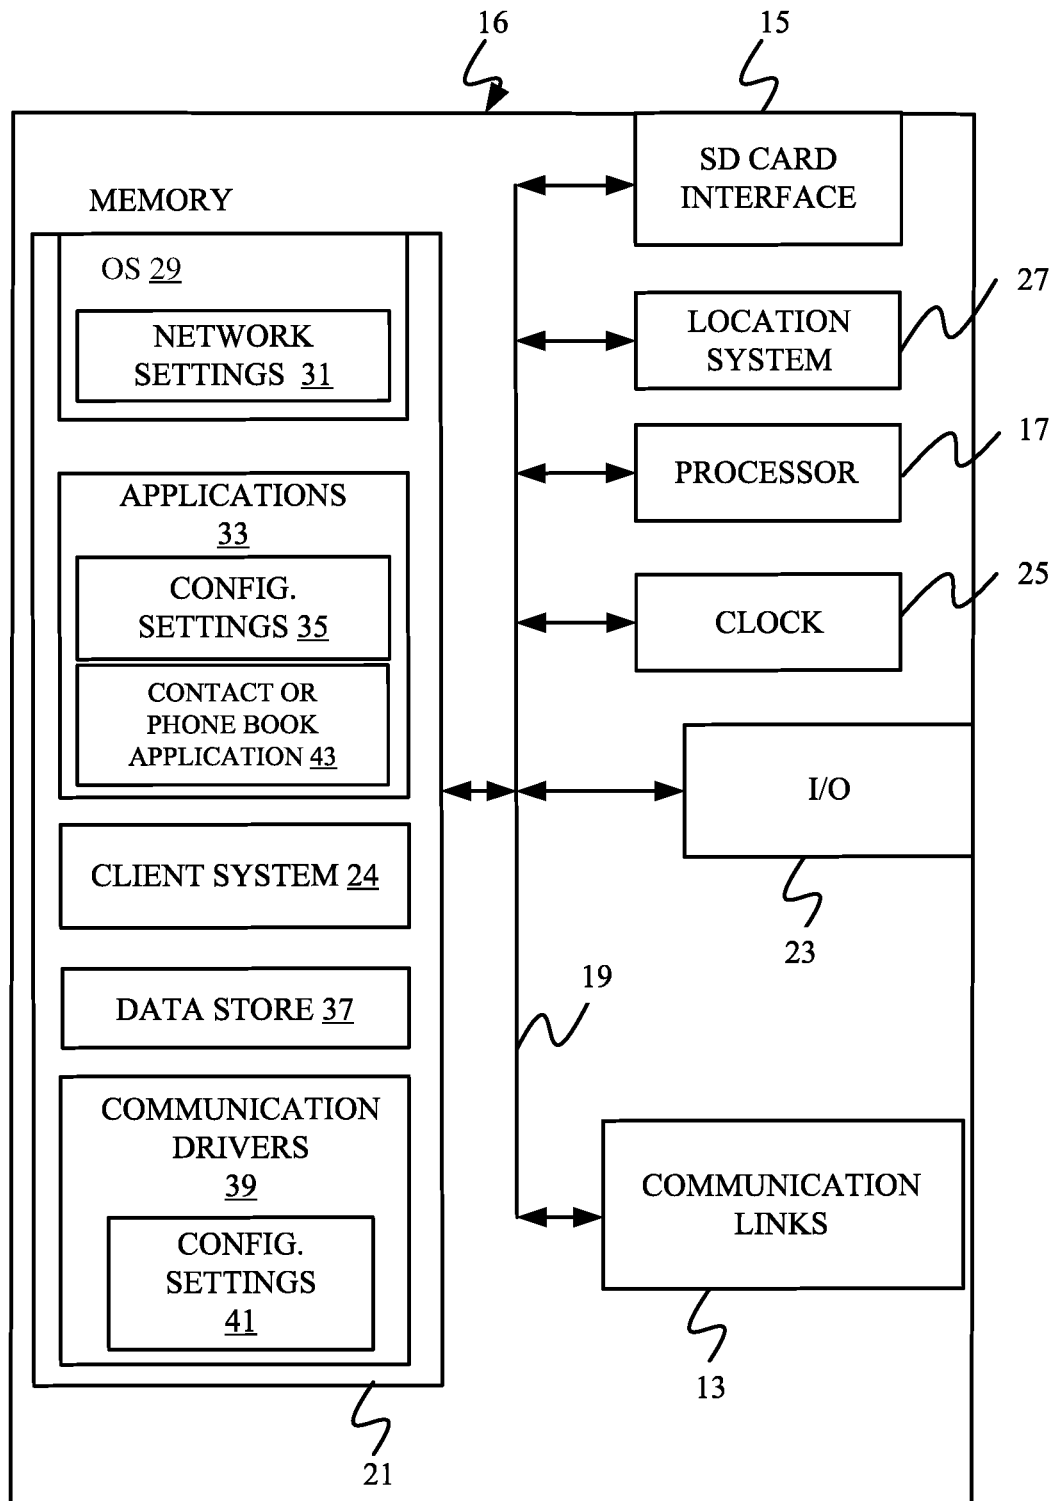 16
15
SD CARD
INTERFACE
MEMORY
OS 29
NETWORK
SETTINGS 31
27
LOCATION
SYSTEM
17
PROCESSOR
APPLICATIONS
33
CONFIG.
SETTINGS 35
25
CLOCK
CONTACT OR
PHONE BOOK
APPLICATION 43
I/O
CLIENT SYSTEM 24
23
19
DATA STORE 37
COMMUNICATION
DRIVERS
39
CONFIG.
SETTINGS
41
COMMUNICATION
LINKS
13
21